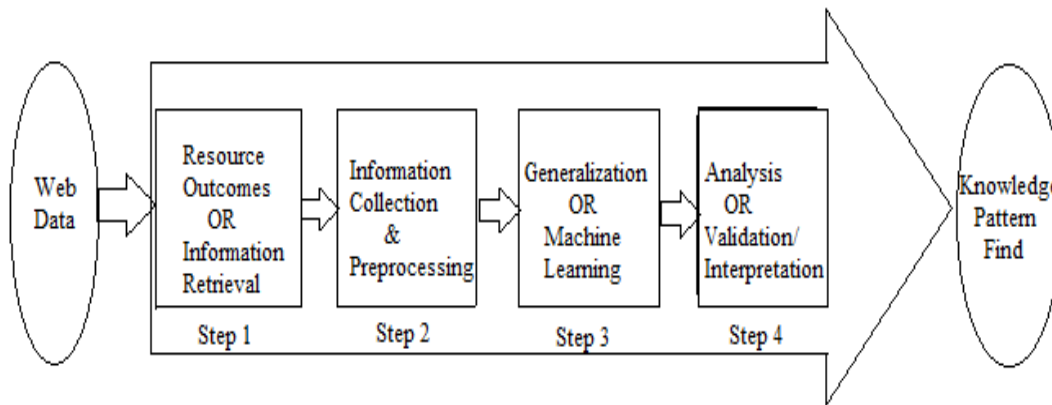 Web
Data
Resource
Outcomes
OR
Information
Retrieval
Step 1
Information
Collection
&
Preprocessing
Step 2
Generalization
OR
Machine
Learning
Step 3
Analysis
OR
Validation/
Interpretation
Step 4
Knowledge
Pattern
Find